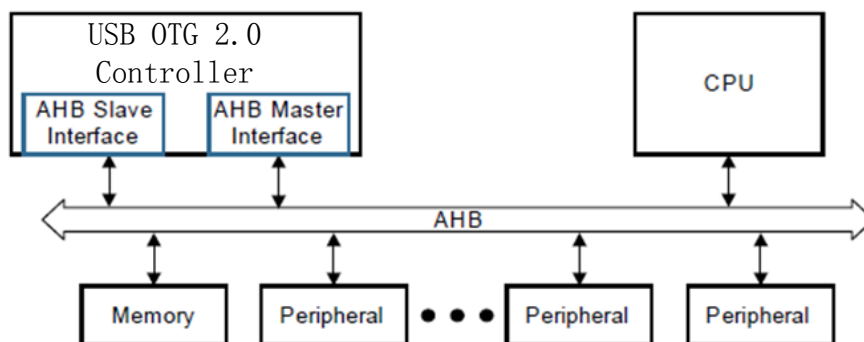 USB OTG 2.0
Controller
AHB Slave
Interface
AHB Master
Interface
CPU
AHB
Memory
Peripheral
Peripheral
Peripheral